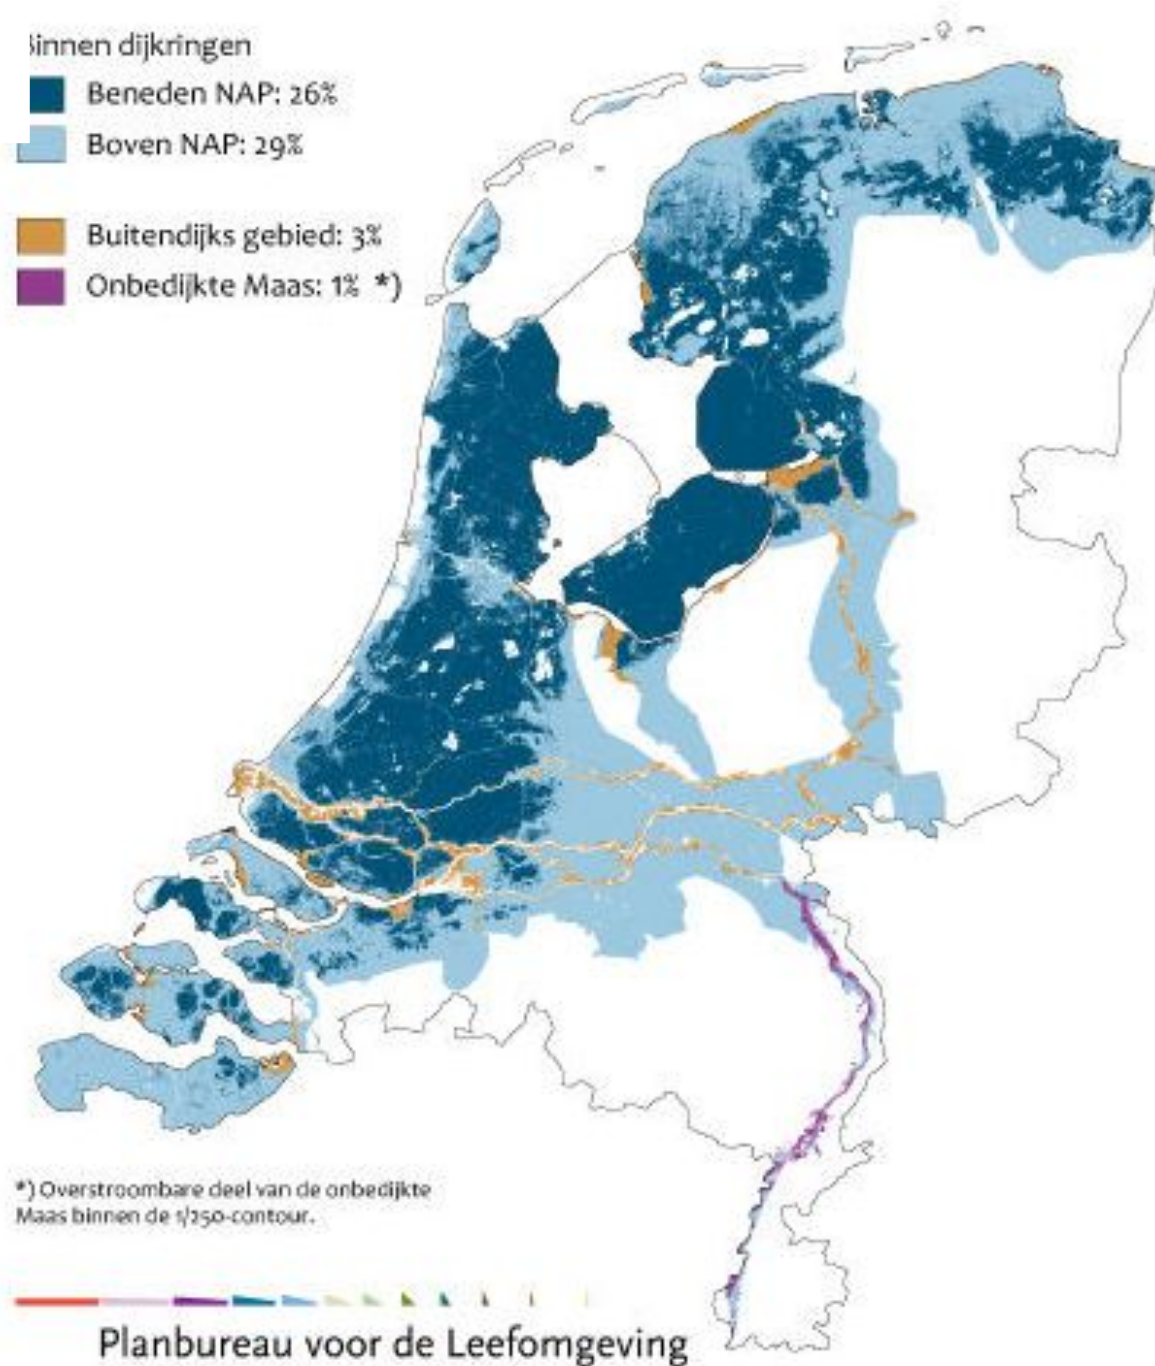 Binnen dijkringen
Beneden NAP: 26%
Boven NAP: 29%
Buitendijks gebied: 3%
Onbedijkte Maas: 1% *)
*) Overstroombare deel van de onbedijkte
Maas binnen de 1/250-contour.
Planbureau voor de Leefomgeving